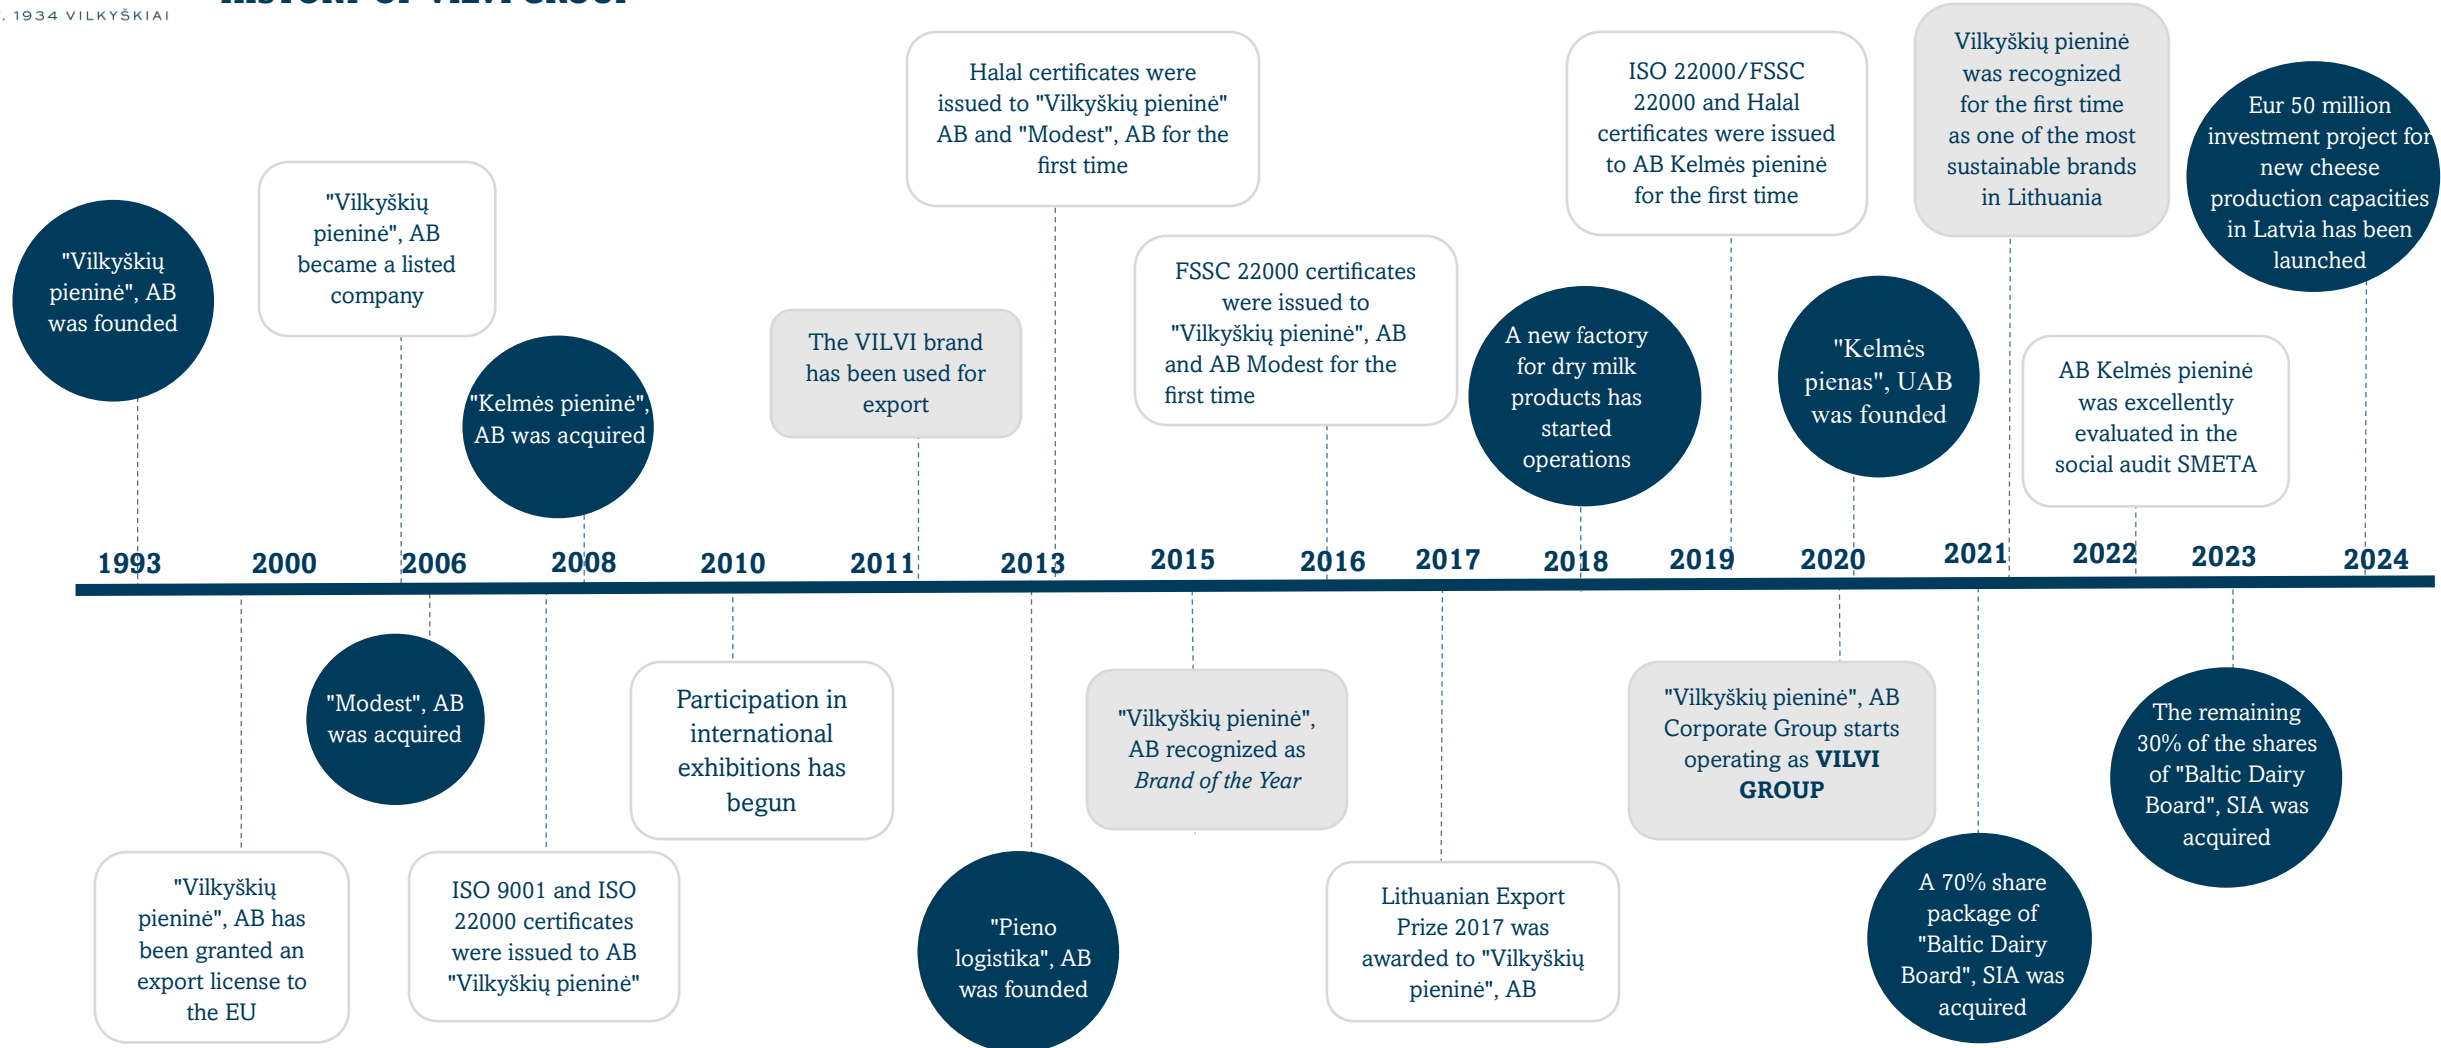 . 1934 VILKYŠKIAI
HISTORY OF VILVI GROUP
"Vilkyškių
pieninė", AB
was founded
"Vilkyškių
pieninė", AB
became a listed
company
"Kelmės pieninė",
AB was acquired
The VILVI brand
has been used for
export
Halal certificates were
issued to "Vilkyškių pieninė"
AB and "Modest", AB for the
first time
FSSC 22000 certificates
were issued to
"Vilkyškių pieninė", AB
and AB Modest for the
first time
A new factory
for dry milk
products has
started
operations
ISO 22000/FSSC
22000 and Halal
certificates were issued
to AB Kelmės pieninė
for the first time
"Kelmės
pienas", UAB
was founded
Vilkyškių pieninė
was recognized
for the first time
as one of the most
sustainable brands
in Lithuania
AB Kelmės pieninė
was excellently
evaluated in the
social audit SMETA
Eur 50 million
investment project for
new cheese
production capacities
in Latvia has been
launched
1993 2000 2006 2008 2010 2011 2013 2015 2016 2017 2018 2019 2020 2021 2022 2023 2024
"Vilkyškių
pieninė", AB has
been granted an
export license to
the EU
"Modest", AB
was acquired
ISO 9001 and ISO
22000 certificates
were issued to AB
"Vilkyškių pieninė"
Participation in
international
exhibitions has
begun
"Pieno
logistika", AB
was founded
"Vilkyškių pieninė",
AB recognized as
Brand of the Year
Lithuanian Export
Prize 2017 was
awarded to "Vilkyškių
pieninė", AB
"Vilkyškių pieninė", AB
Corporate Group starts
operating as VILVI
GROUP
A 70% share
package of
"Baltic Dairy
Board", SIA was
acquired
The remaining
30% of the shares
of "Baltic Dairy
Board", SIA was
acquired